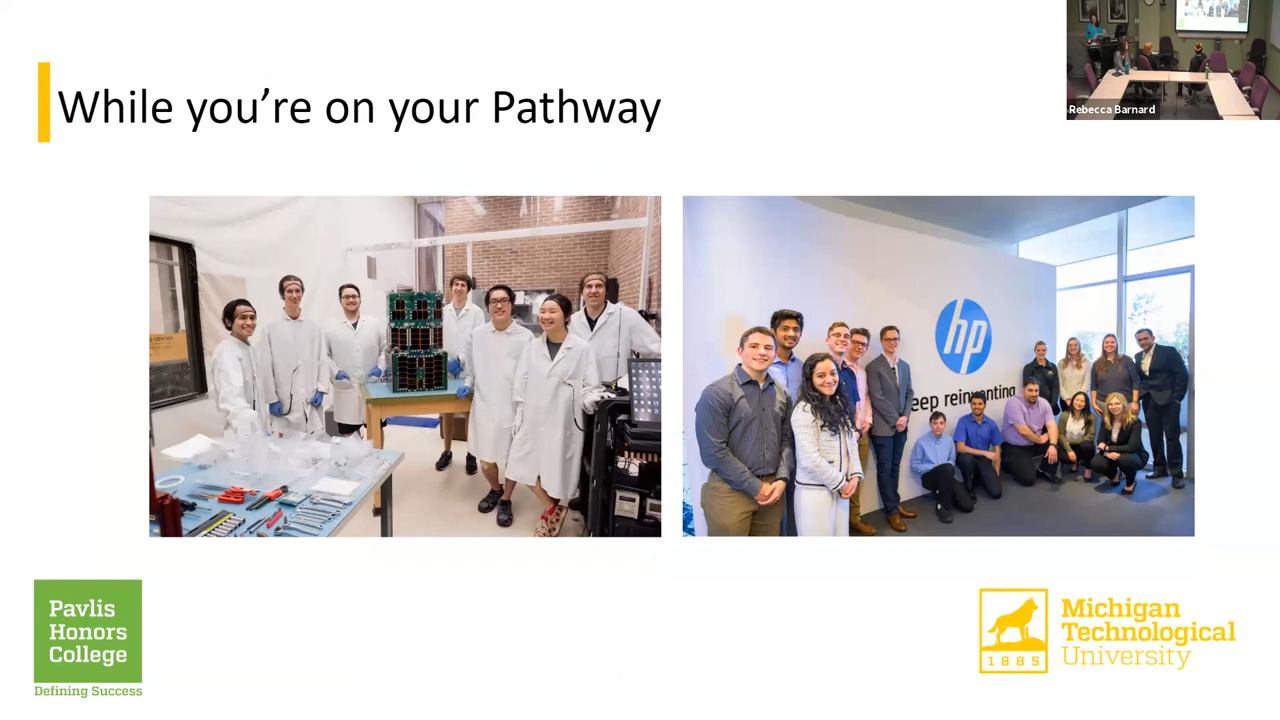 While you're on your Pathway
Rebecca Barnard
hp
eep reinventing
Pavlis
Honors
College
Defining Success
1885
Michigan
Technological
University